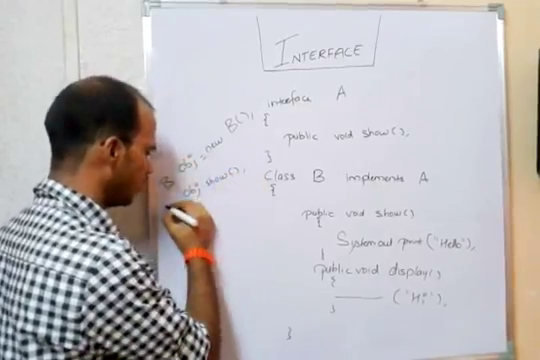 INTERFACE
interface A
{
public void show();
}
Class B implements A
{
public void show()
{
System out print ("Hello");
}
public void display()
{
("Hi");
}
}
B obj = new B();
obj show();